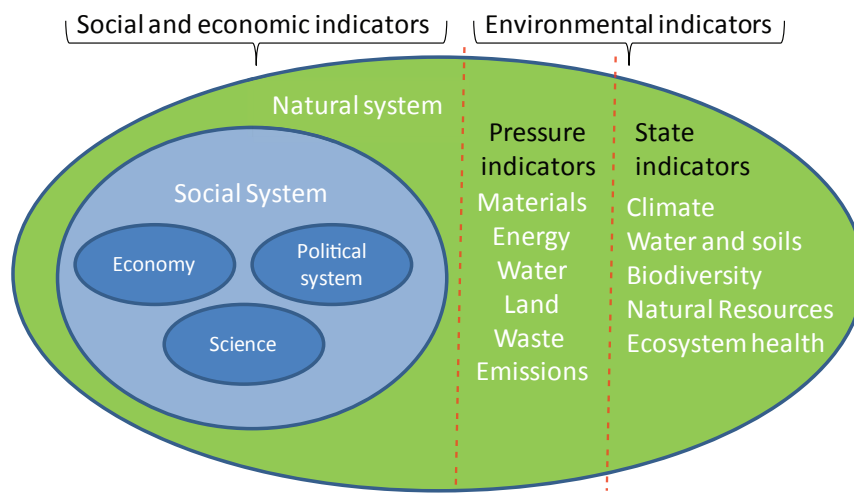 Social and economic indicators
Environmental indicators
Natural system
Social System
Economy
Political
system
Science
Pressure
indicators
Materials
Energy
Water
Land
Waste
Emissions
State
indicators
Climate
Water and soils
Biodiversity
Natural Resources
Ecosystem health